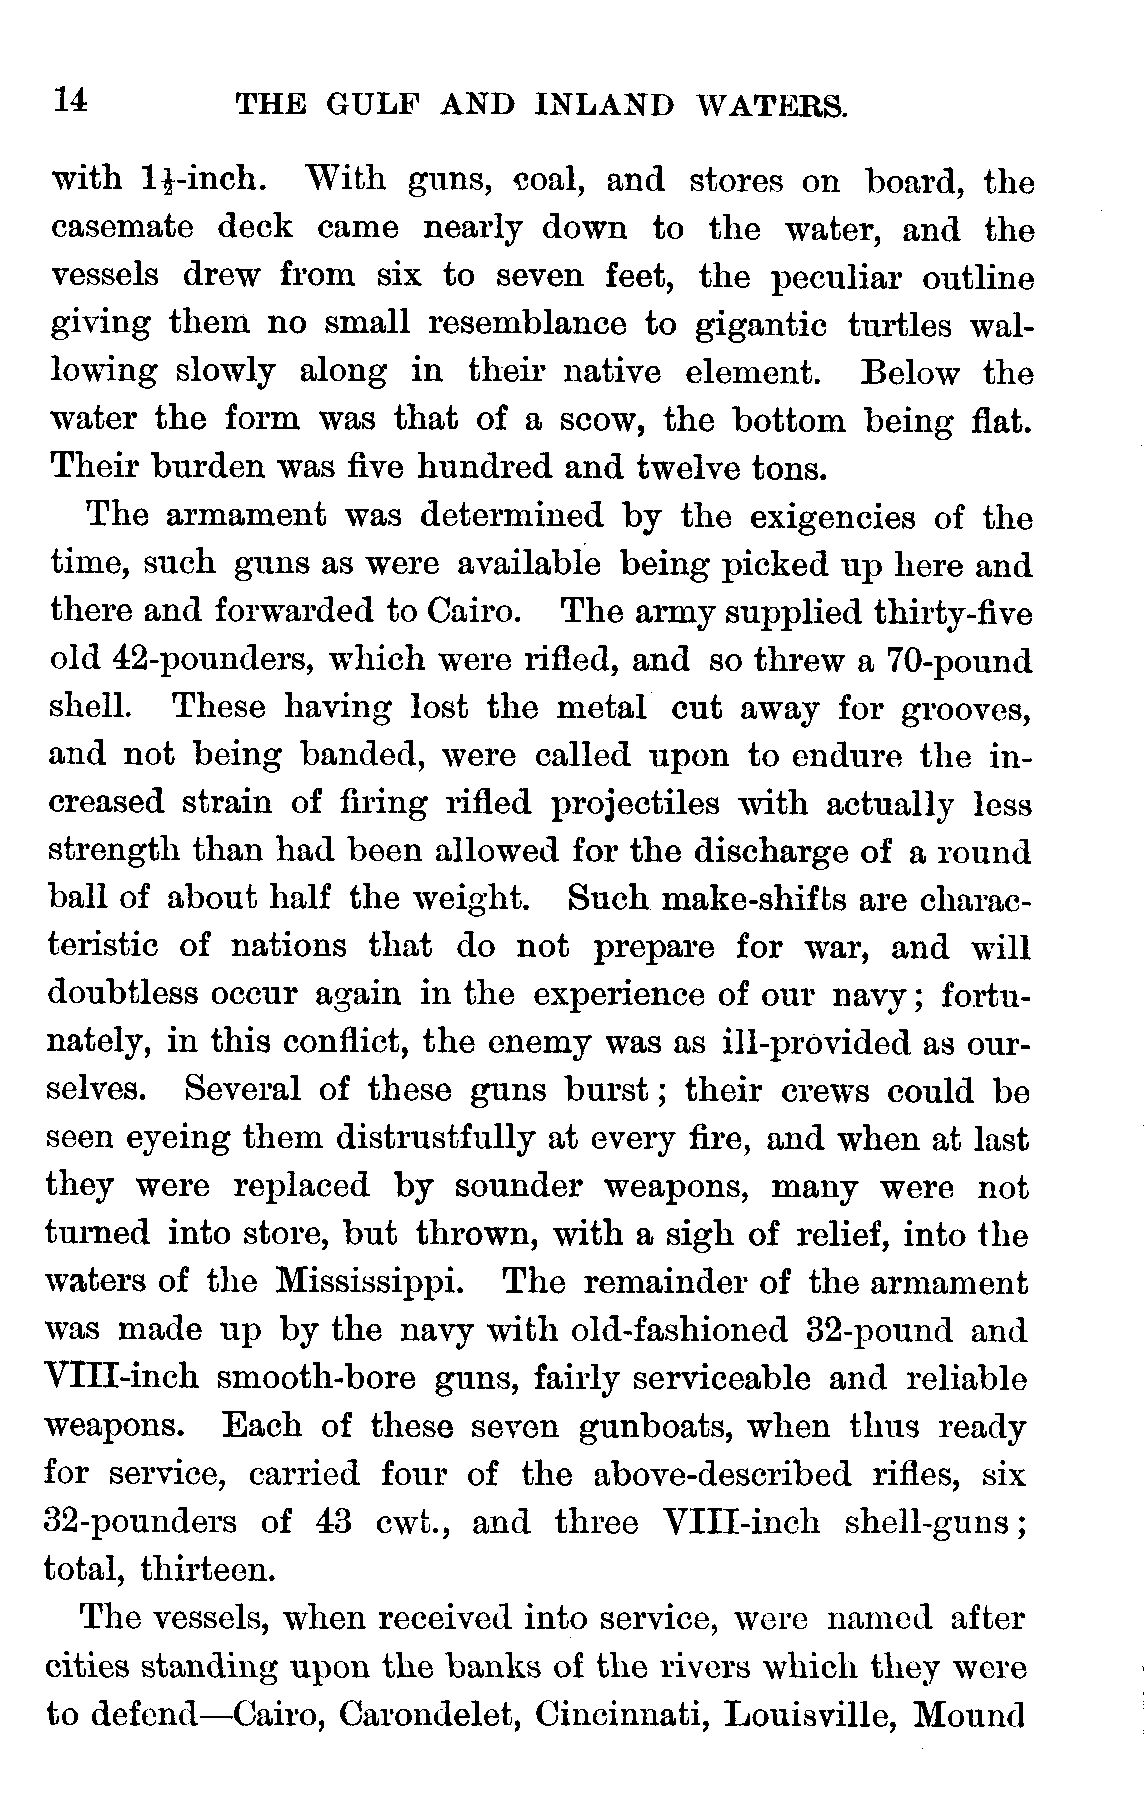 14 THE GULF AND INLAND WATERS.
with 1½-inch. With guns, coal, and stores on board, the
casemate deck came nearly down to the water, and the
vessels drew from six to seven feet, the peculiar outline
giving them no small resemblance to gigantic turtles wal-
lowing slowly along in their native element. Below the
water the form was that of a scow, the bottom being flat.
Their burden was five hundred and twelve tons.
The armament was determined by the exigencies of the
time, such guns as were available being picked up here and
there and forwarded to Cairo. The army supplied thirty-five
old 42-pounders, which were rifled, and so threw a 70-pound
shell. These having lost the metal cut away for grooves,
and not being banded, were called upon to endure the in-
creased strain of firing rifled projectiles with actually less
strength than had been allowed for the discharge of a round
ball of about half the weight. Such make-shifts are charac-
teristic of nations that do not prepare for war, and will
doubtless occur again in the experience of our navy; fortu-
nately, in this conflict, the enemy was as ill-provided as our-
selves. Several of these guns burst; their crews could be
seen eyeing them distrustfully at every fire, and when at last
they were replaced by sounder weapons, many were not
turned into store, but thrown, with a sigh of relief, into the
waters of the Mississippi. The remainder of the armament
was made up by the navy with old-fashioned 32-pound and
VIII-inch smooth-bore guns, fairly serviceable and reliable
weapons. Each of these seven gunboats, when thus ready
for service, carried four of the above-described rifles, six
32-pounders of 43 cwt., and three VIII-inch shell-guns;
total, thirteen.
The vessels, when received into service, were named after
cities standing upon the banks of the rivers which they were
to defend—Cairo, Carondelet, Cincinnati, Louisville, Mound